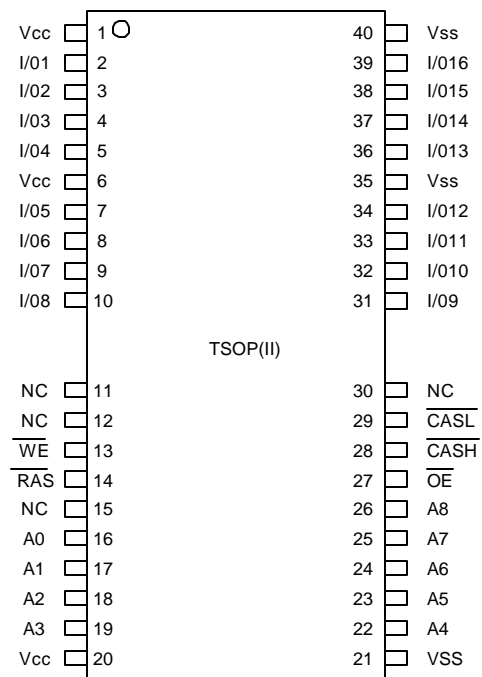 Vcc 1 40 Vss
I/01 2 39 I/016
I/02 3 38 I/015
I/03 4 37 I/014
I/04 5 36 I/013
Vcc 6 35 Vss
I/05 7 34 I/012
I/06 8 33 I/011
I/07 9 32 I/010
I/08 10 31 I/09
TSOP(II)
NC 11 30 NC
NC 12 29 CASL
WE 13 28 CASH
RAS 14 27 OE
NC 15 26 A8
A0 16 25 A7
A1 17 24 A6
A2 18 23 A5
A3 19 22 A4
Vcc 20 21 VSS